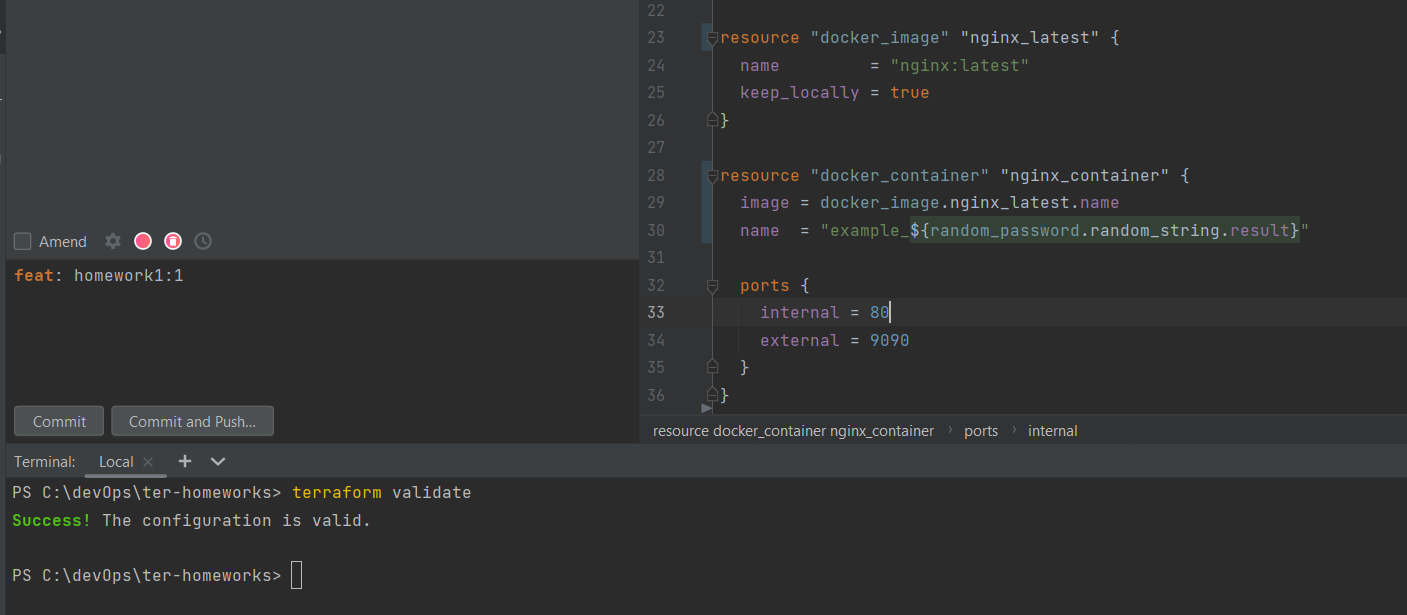 22
23 resource "docker_image" "nginx_latest" {
24   name         = "nginx:latest"
25   keep_locally = true
26 }
27
28 resource "docker_container" "nginx_container" {
29   image = docker_image.nginx_latest.name
30   name  = "example_${random_password.random_string.result}"
31
32   ports {
33     internal = 80
34     external = 9090
35   }
36 }
resource docker_container nginx_container › ports › internal
Amend
feat: homework1:1
Commit Commit and Push...
Terminal: Local
PS C:\devOps\ter-homeworks> terraform validate
Success! The configuration is valid.
PS C:\devOps\ter-homeworks>